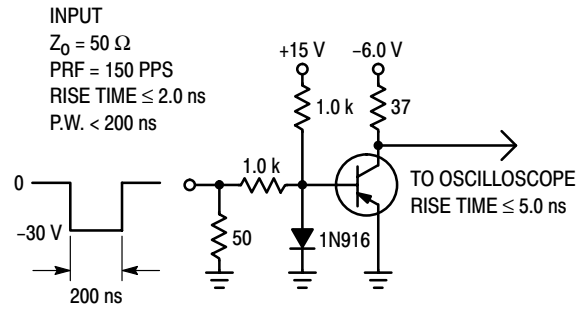 INPUT
Z₀ = 50 Ω
PRF = 150 PPS
RISE TIME ≤ 2.0 ns
P.W. < 200 ns
+15 V
−6.0 V
1.0 k
37
1.0 k
0
−30 V
200 ns
50
1N916
TO OSCILLOSCOPE
RISE TIME ≤ 5.0 ns